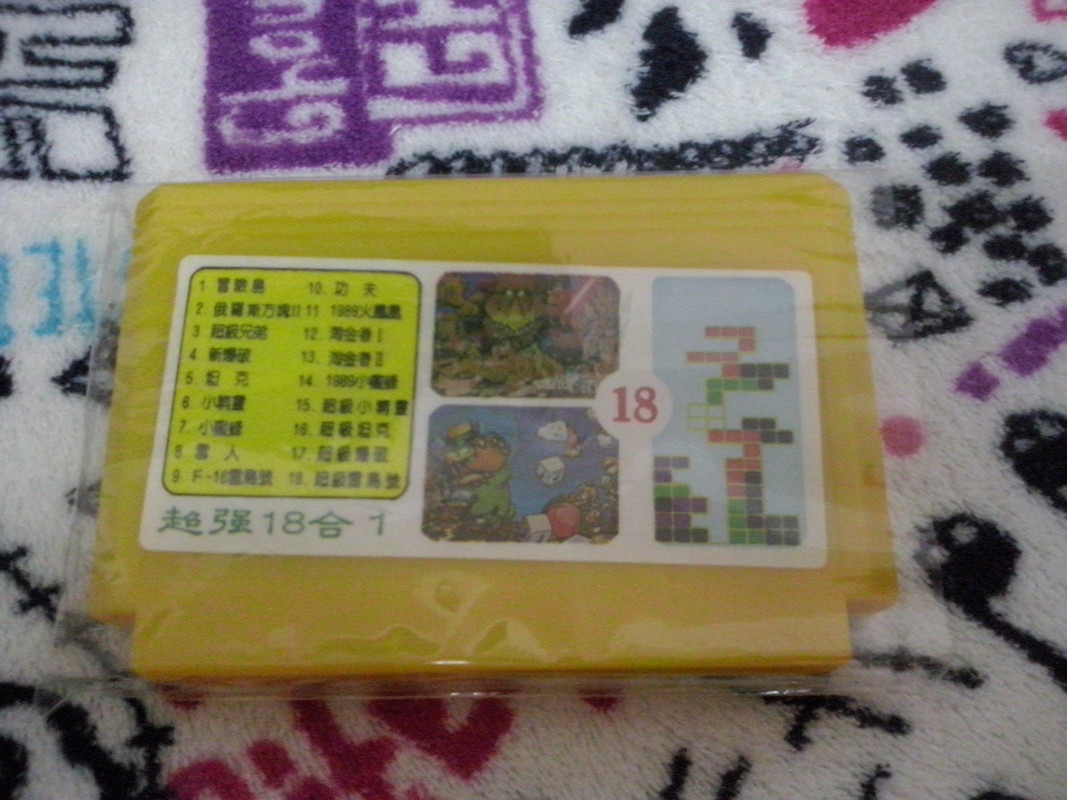 1 冒險島 10. 功夫
2. 俄羅斯方塊II 11 1989火鳳凰
3 超級兄弟 12. 淘金者I
4 新爆破 13. 淘金者II
5. 坦克 14. 1989小蜜蜂
6 小精靈 15. 超級小精靈
7. 小蜜蜂 16. 超級坦克
8 雪人 17. 超級爆破
9. F-16雷鳥號 18. 超級雷鳥號
超强18合1
18